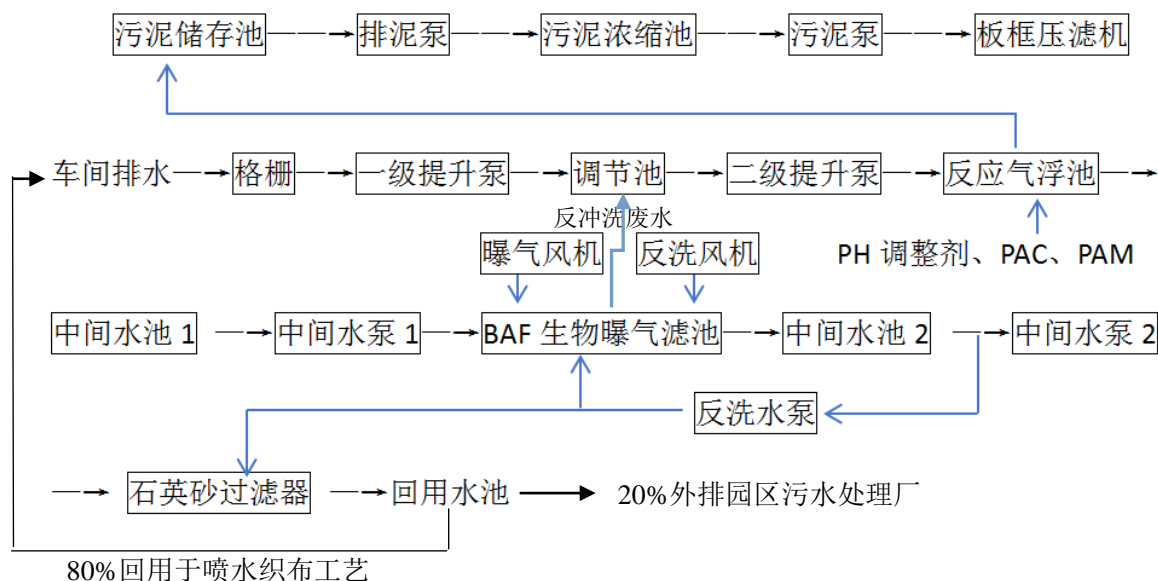 污泥储存池 排泥泵 污泥浓缩池 污泥泵 板框压滤机
车间排水 格栅 一级提升泵 调节池 二级提升泵 反应气浮池
反冲洗废水
曝气风机 反洗风机 PH 调整剂、PAC、PAM
中间水池 1 中间水泵 1 BAF 生物曝气滤池 中间水池 2 中间水泵 2
反洗水泵
石英砂过滤器 回用水池 20%外排园区污水处理厂
80%回用于喷水织布工艺